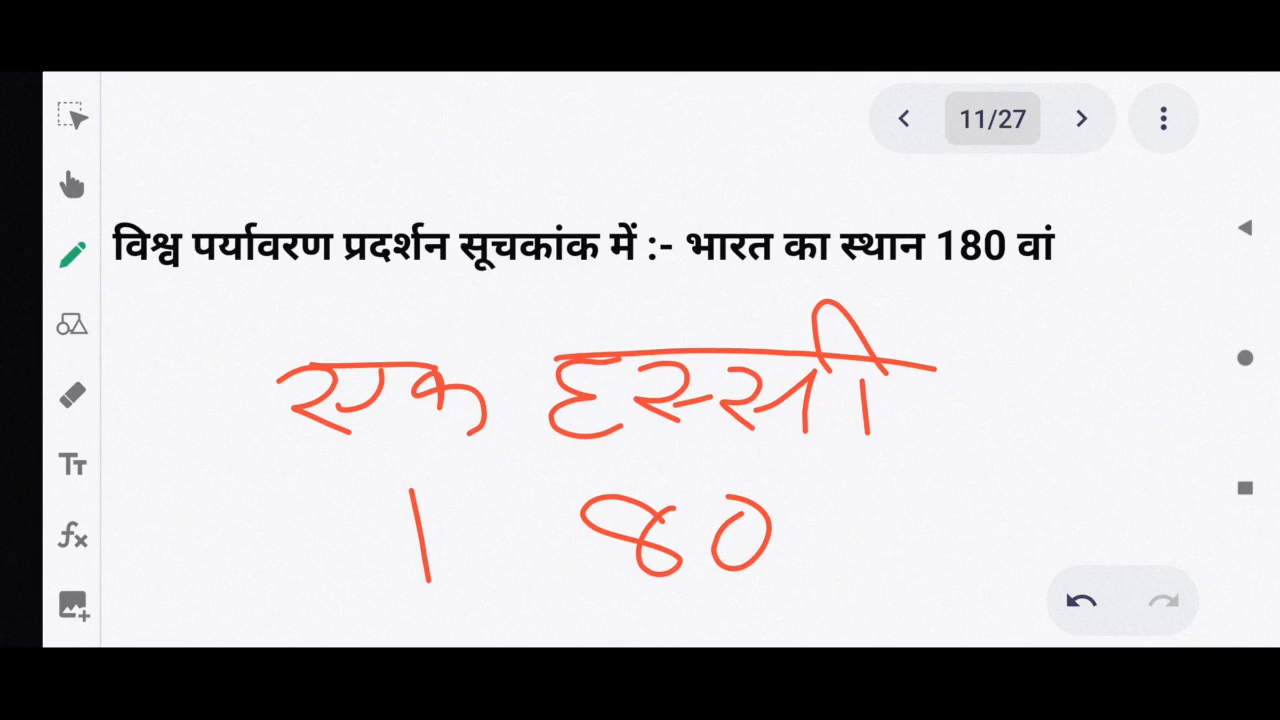 11/27
विश्व पर्यावरण प्रदर्शन सूचकांक में :- भारत का स्थान 180 वां
एक हस्सी
1 80